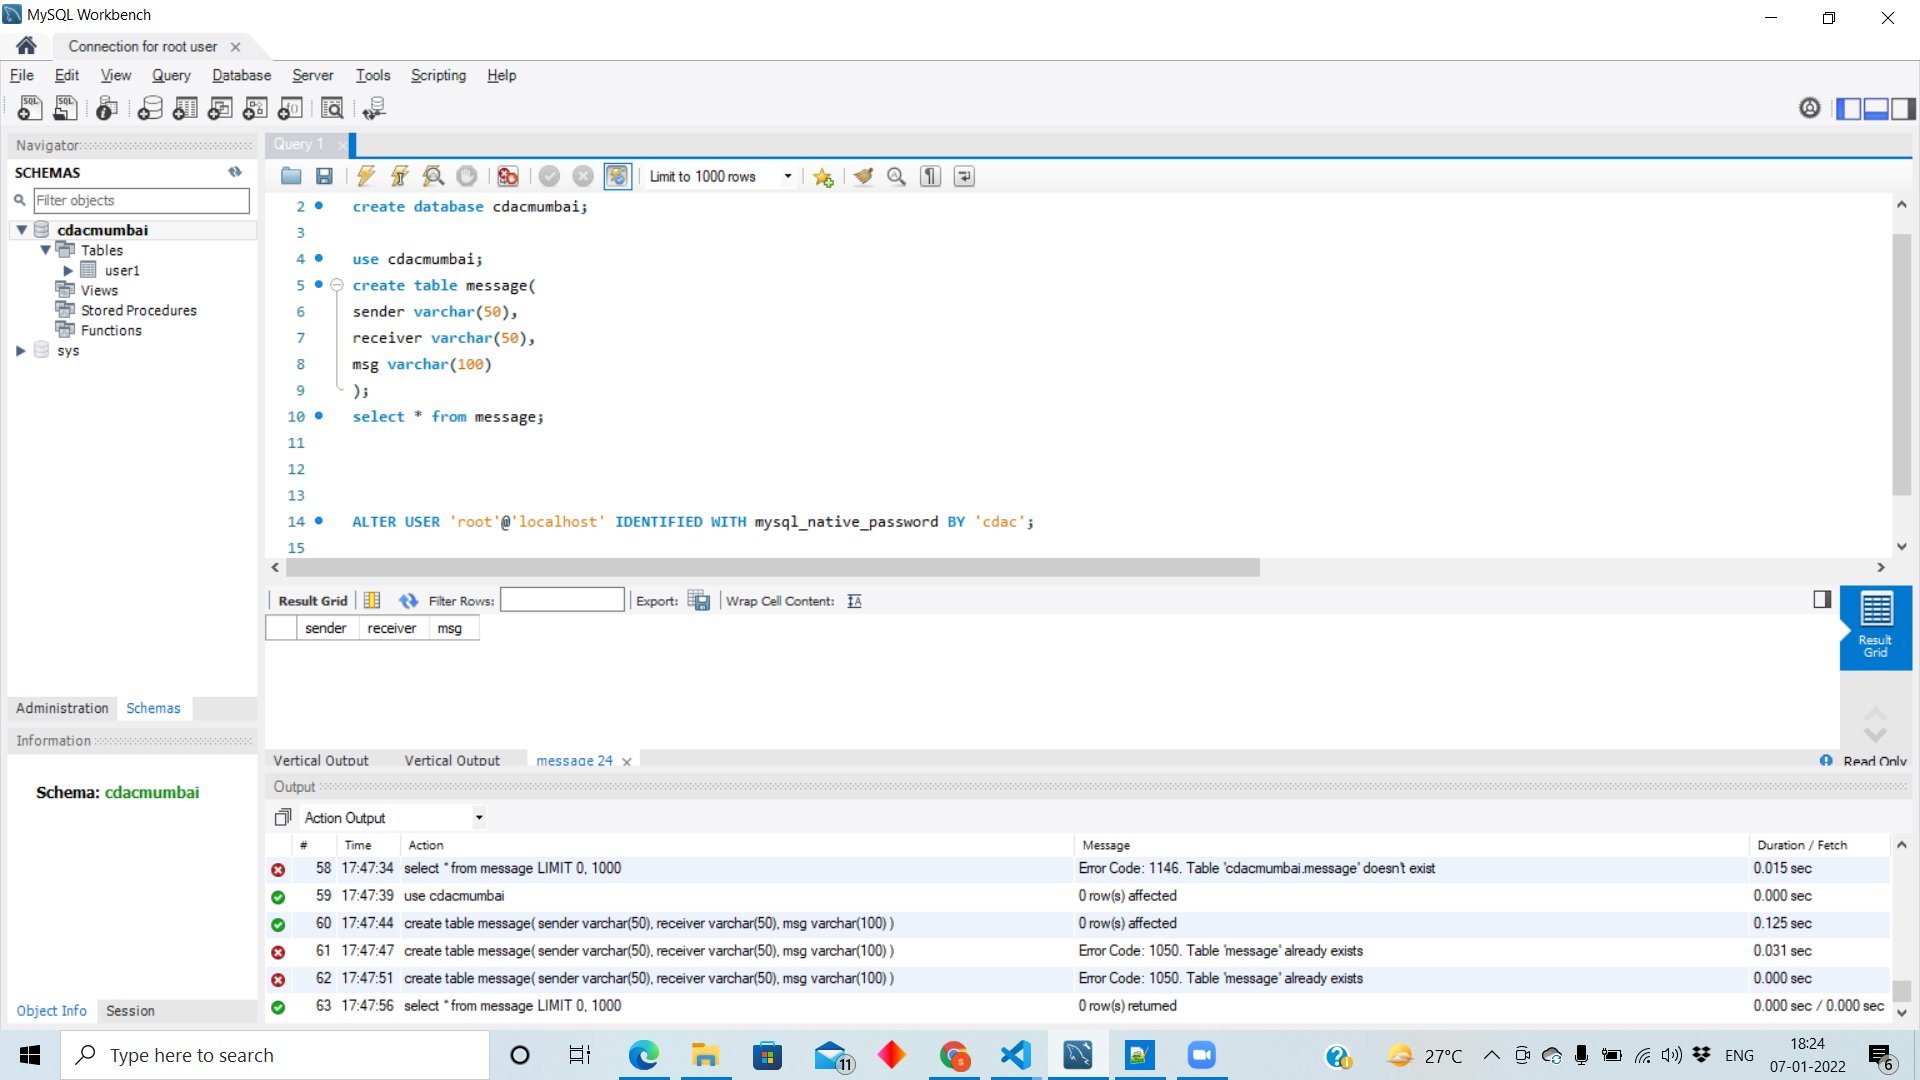 MySQL Workbench
Connection for root user
File Edit View Query Database Server Tools Scripting Help
Navigator
SCHEMAS
Filter objects
cdacmumbai
Tables
user1
Views
Stored Procedures
Functions
sys
Administration Schemas
Information
Schema: cdacmumbai
Object Info Session
Query 1
Limit to 1000 rows
2 create database cdacmumbai;
3
4 use cdacmumbai;
5 create table message(
6 sender varchar(50),
7 receiver varchar(50),
8 msg varchar(100)
9 );
10 select * from message;
11
12
13
14 ALTER USER 'root'@'localhost' IDENTIFIED WITH mysql_native_password BY 'cdac';
15
Result Grid Filter Rows: Export: Wrap Cell Content:
sender receiver msg
Result
Grid
Vertical Output Vertical Output message 24 Read Only
Output
Action Output
# Time Action Message Duration / Fetch
58 17:47:34 select * from message LIMIT 0, 1000 Error Code: 1146. Table 'cdacmumbai.message' doesn't exist 0.015 sec
59 17:47:39 use cdacmumbai 0 row(s) affected 0.000 sec
60 17:47:44 create table message( sender varchar(50), receiver varchar(50), msg varchar(100) ) 0 row(s) affected 0.125 sec
61 17:47:47 create table message( sender varchar(50), receiver varchar(50), msg varchar(100) ) Error Code: 1050. Table 'message' already exists 0.031 sec
62 17:47:51 create table message( sender varchar(50), receiver varchar(50), msg varchar(100) ) Error Code: 1050. Table 'message' already exists 0.000 sec
63 17:47:56 select * from message LIMIT 0, 1000 0 row(s) returned 0.000 sec / 0.000 sec
Type here to search
11
27°C
ENG
18:24
07-01-2022
6